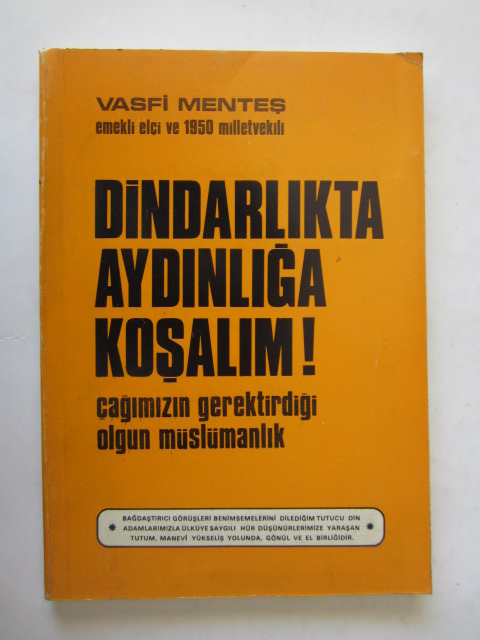 VASFİ MENTEŞ
emekli elçi ve 1950 milletvekili
DİNDARLIKTA
AYDINLIĞA
KOŞALIM!
çağımızın gerektirdiği
olgun müslümanlık
BAĞDAŞTIRICI GÖRÜŞLERİ BENİMSEMELERİNİ DİLEDİĞİM TUTUCU DİN
* ADAMLARIMIZLA ÜLKÜYE SAYGILI HÜR DÜŞÜNÜRLERİMİZE YARAŞAN *
TUTUM, MANEVİ YÜKSELİŞ YOLUNDA, GÖNÜL VE EL BİRLİĞİDİR.